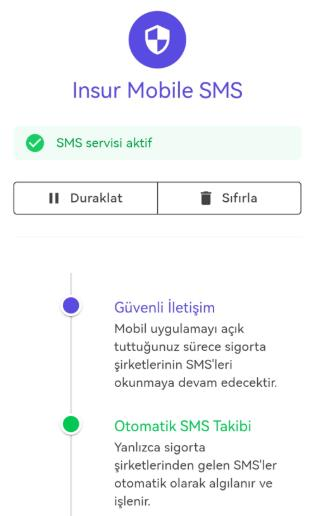 Insur Mobile SMS
SMS servisi aktif
Duraklat
Sıfırla
Güvenli İletişim
Mobil uygulamayı açık
tuttuğunuz sürece sigorta
şirketlerinin SMS'leri
okunmaya devam edecektir.
Otomatik SMS Takibi
Yanlızca sigorta
şirketlerinden gelen SMS'ler
otomatik olarak algılanır ve
işlenir.